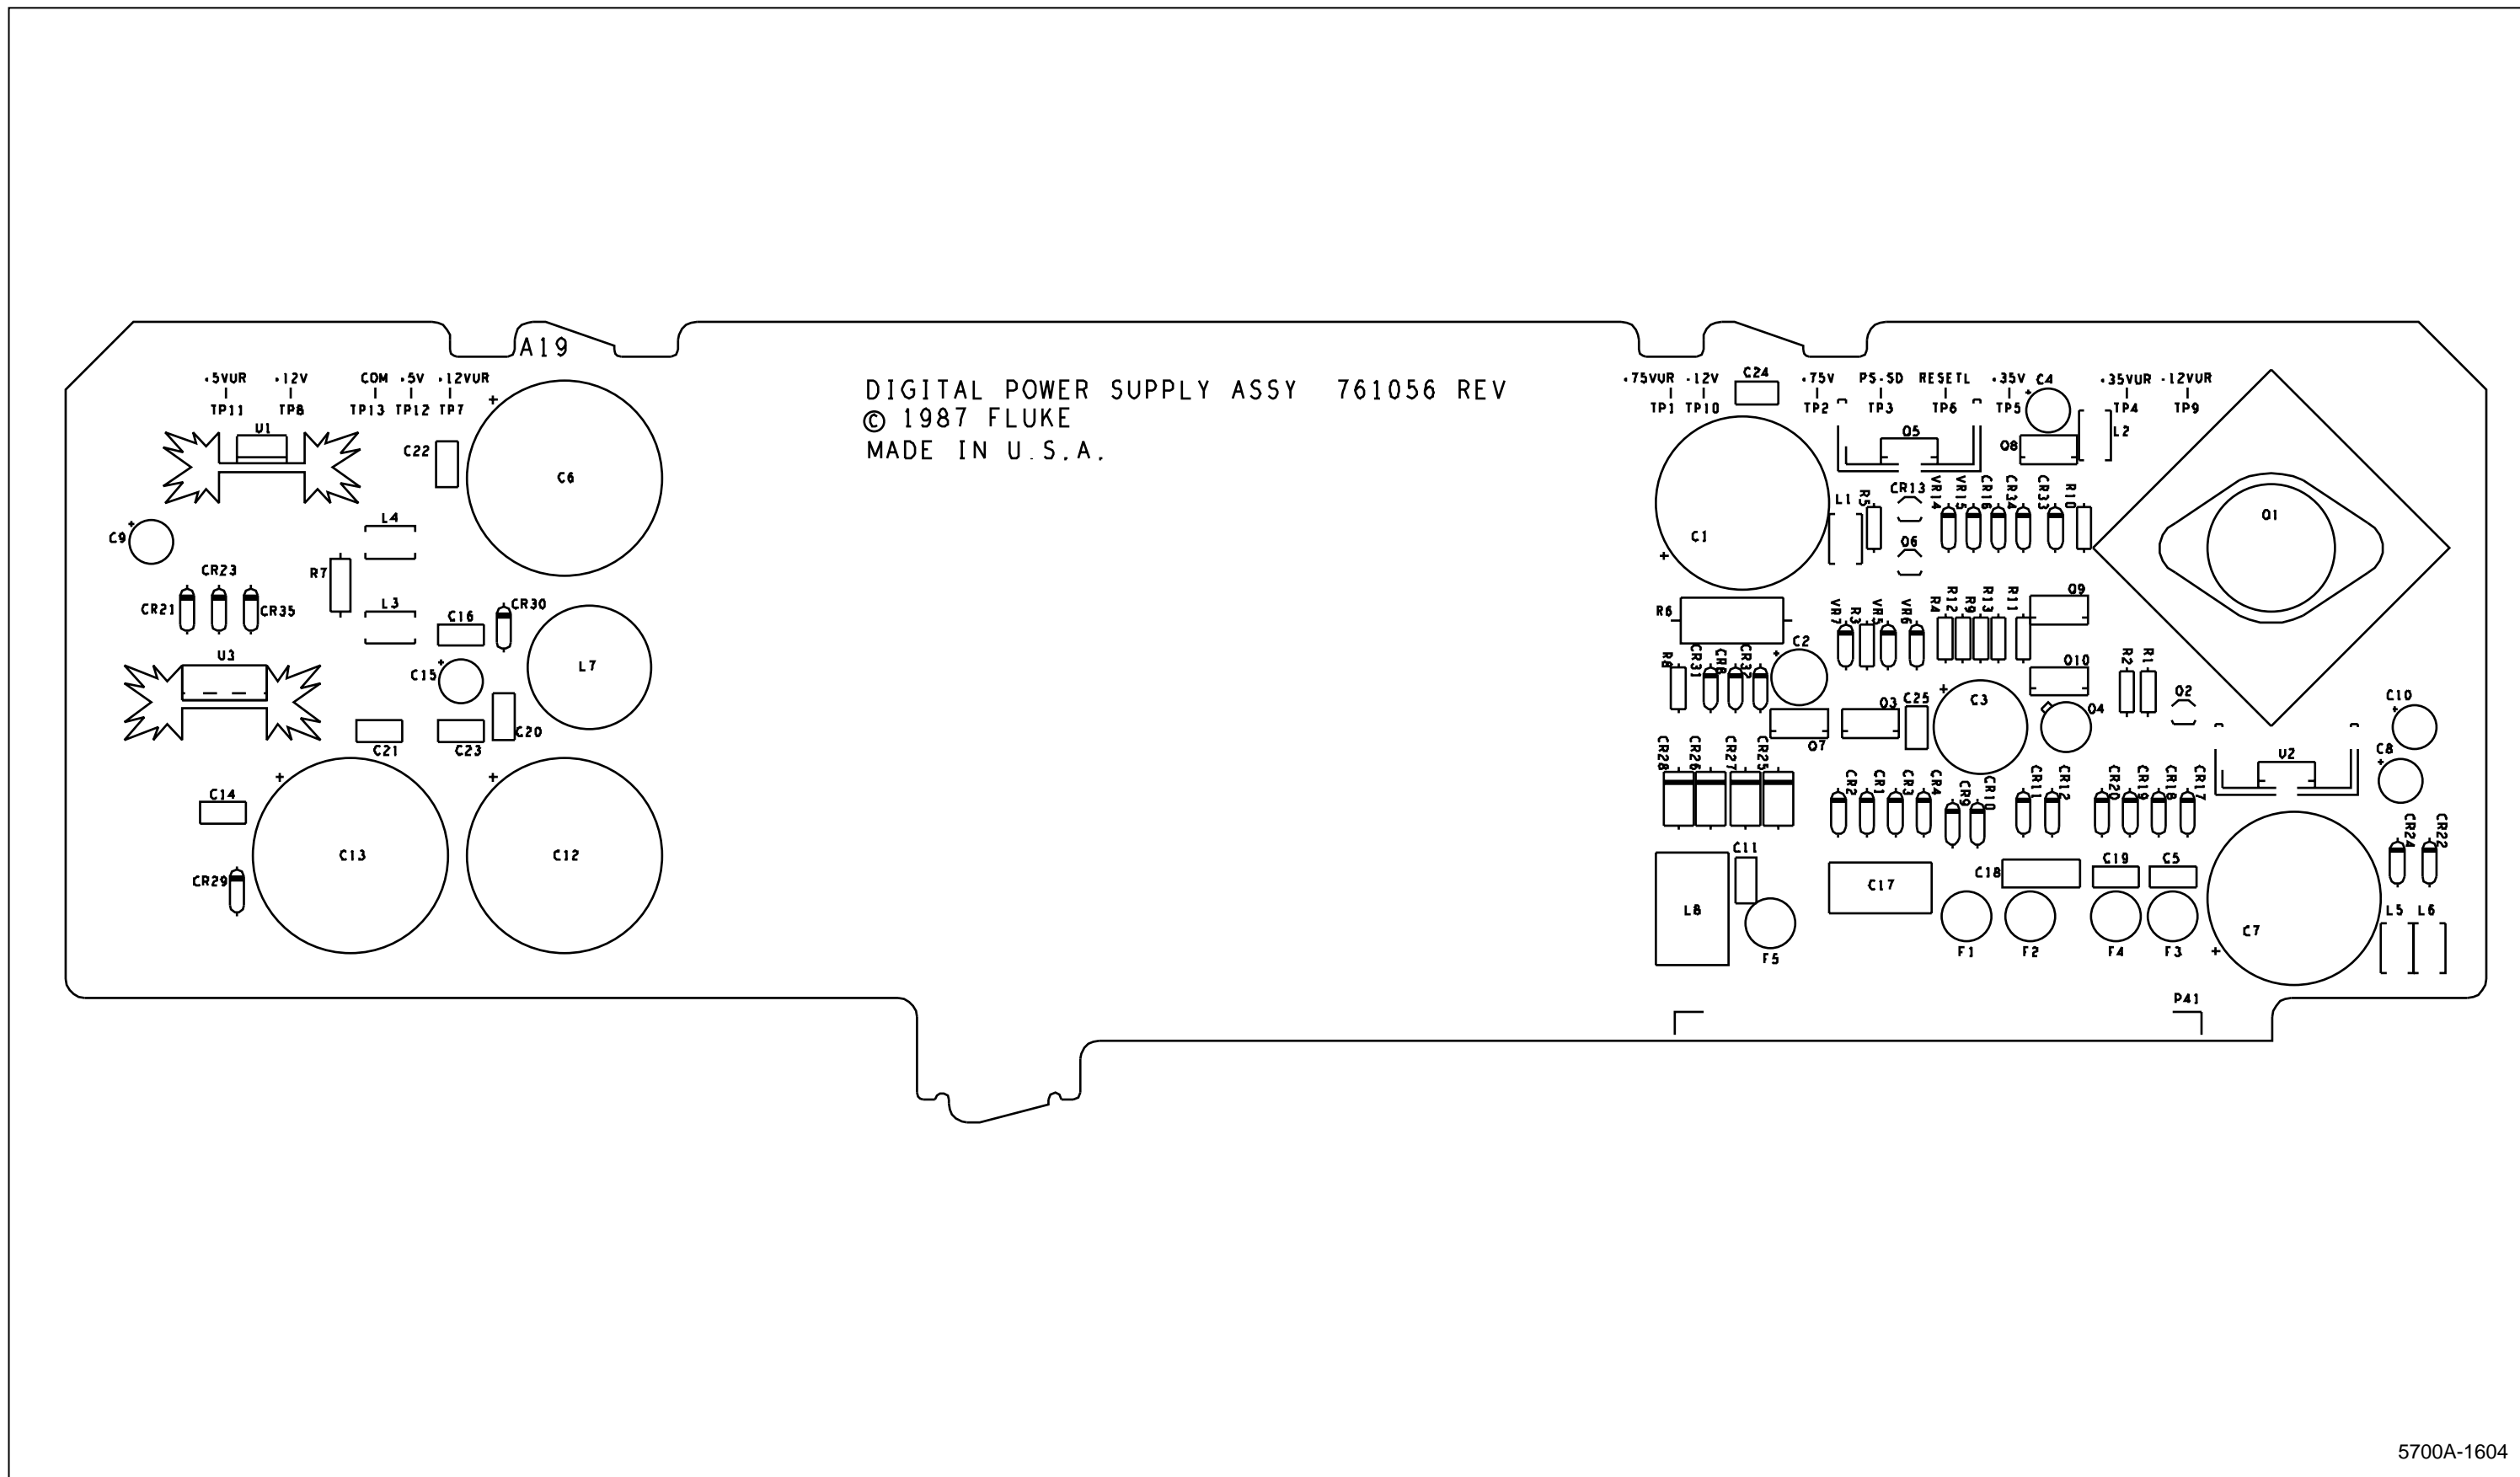 A19
.5VUR .12V COM .5V .12VUR
TP11 TP8 TP13 TP12 TP7
DIGITAL POWER SUPPLY ASSY 761056 REV
© 1987 FLUKE
MADE IN U.S.A.
.75VUR -12V C24 .75V PS-SD RESETL .35V C4 .35VUR -12VUR
TP1 TP10 TP2 TP3 TP6 TP5 TP4 TP9
U1
C22
C6
C9
L4
CR23
R7
CR21
CR35
L3
C16
CR30
U3
C15
L7
C21
C23
C20
C14
C13
C12
CR29
Q5
Q8
L2
C1
L1
R5
CR13
VR14
VR15
CR16
CR34
CR33
R10
Q1
Q6
R6
VR7
R3
VR5
VR6
R4
R12
R9
R13
R11
Q9
R8
CR31
CR8
CR32
C2
Q10
R2
R1
Q2
Q7
Q3
C25
C3
Q4
C10
CR28
CR26
CR27
CR25
U2
C8
CR2
CR1
CR3
CR4
CR9
CR10
CR11
CR12
CR20
CR19
CR18
CR17
CR24
CR22
L8
C11
F5
C17
C18
C19
C5
F1
F2
F4
F3
C7
L5
L6
P41
5700A-1604